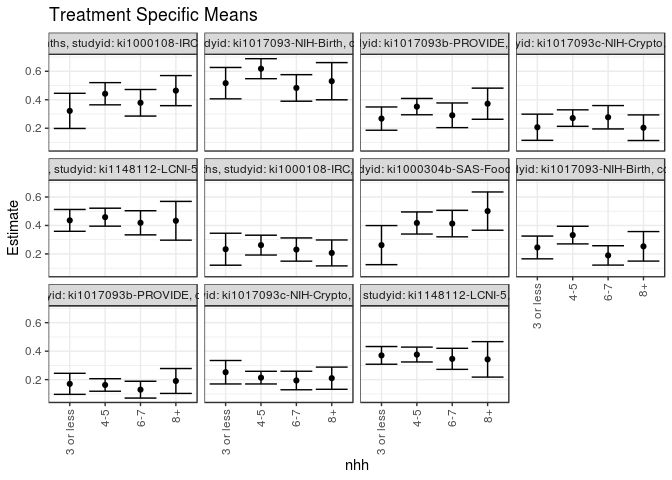 Treatment Specific Means
ths, studyid: ki1000108-IRC
dyid: ki1017093-NIH-Birth, c
yid: ki1017093b-PROVIDE,
yid: ki1017093c-NIH-Crypto
0.6
0.4
0.2
, studyid: ki1148112-LCNI-5
ths, studyid: ki1000108-IRC,
dyid: ki1000304b-SAS-Food
dyid: ki1017093-NIH-Birth, co
0.6
0.4
0.2
yid: ki1017093b-PROVIDE, c
yid: ki1017093c-NIH-Crypto,
studyid: ki1148112-LCNI-5,
0.6
0.4
0.2
Estimate
3 or less
4-5
6-7
8+
3 or less
4-5
6-7
8+
3 or less
4-5
6-7
8+
3 or less
4-5
6-7
8+
nhh